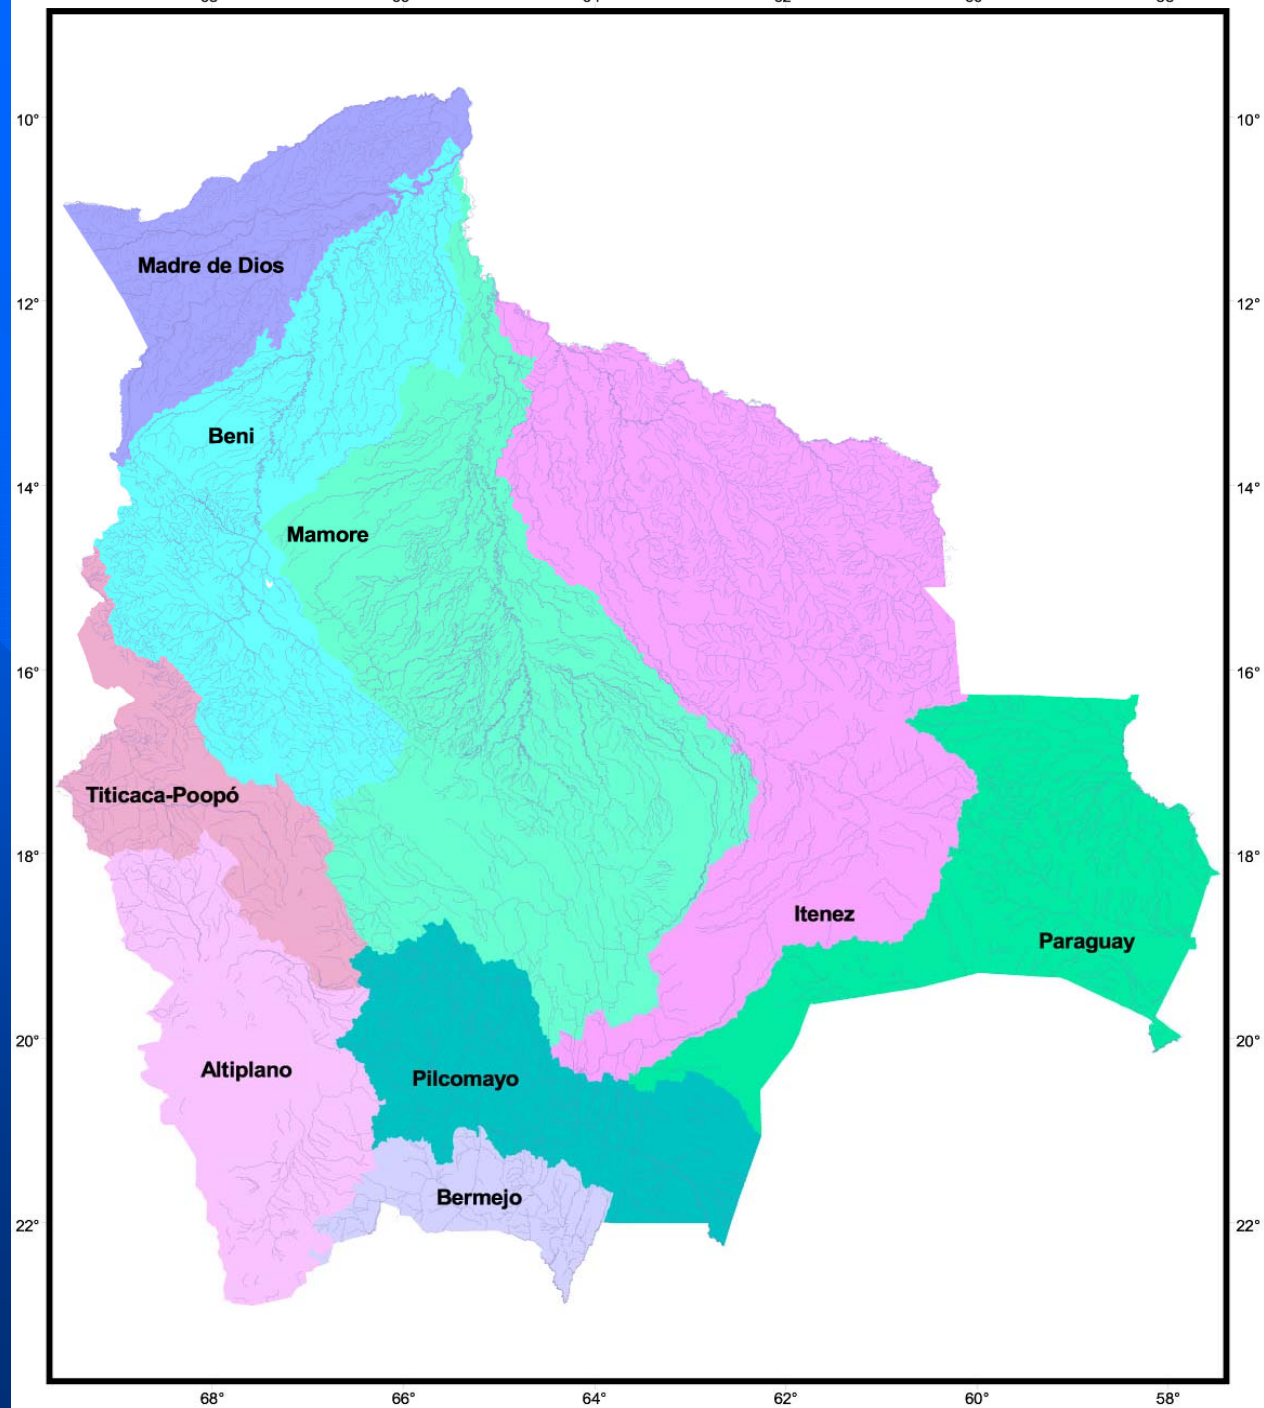 10° 10°
Madre de Dios
12° 12°
Beni
14° 14°
Mamore
16° 16°
Titicaca-Poopó
18° 18°
Itenez
Paraguay
20° 20°
Altiplano
Pilcomayo
Bermejo
22° 22°
68° 66° 64° 62° 60° 58°